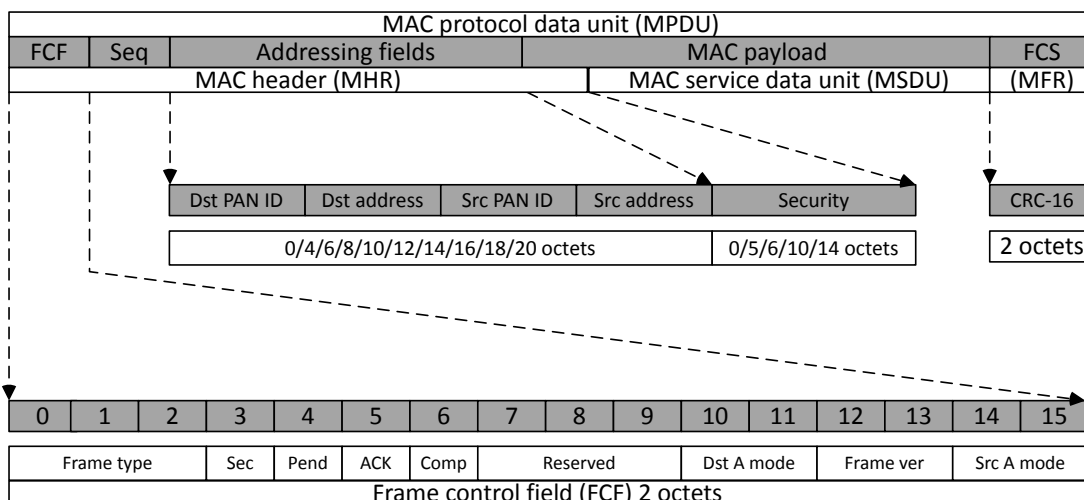 MAC protocol data unit (MPDU)
FCF Seq Addressing fields MAC payload FCS
MAC header (MHR) MAC service data unit (MSDU) (MFR)
Dst PAN ID Dst address Src PAN ID Src address Security CRC-16
0/4/6/8/10/12/14/16/18/20 octets 0/5/6/10/14 octets 2 octets
0 1 2 3 4 5 6 7 8 9 10 11 12 13 14 15
Frame type Sec Pend ACK Comp Reserved Dst A mode Frame ver Src A mode
Frame control field (FCF) 2 octets